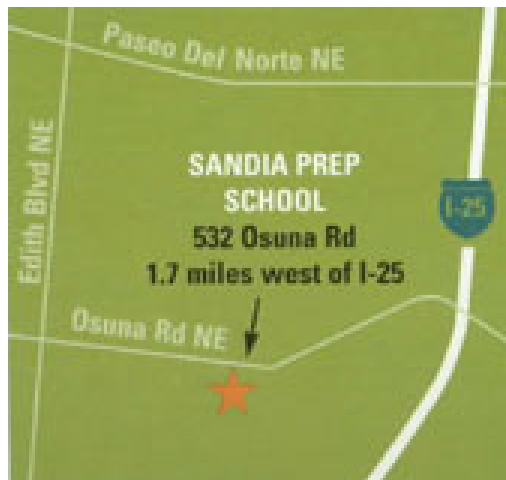 Paseo Del Norte NE
Edith Blvd NE
SANDIA PREP
SCHOOL
532 Osuna Rd
1.7 miles west of I-25
I-25
Osuna Rd NE